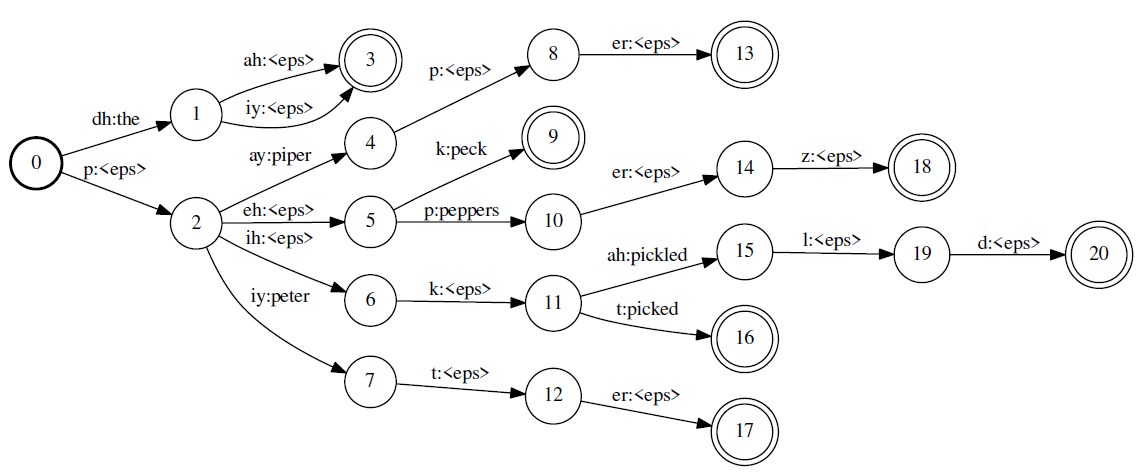 0
dh:the
p:<eps>
1
ah:<eps>
iy:<eps>
3
2
ay:piper
eh:<eps>
ih:<eps>
iy:peter
4
p:<eps>
8
er:<eps>
13
5
k:peck
9
p:peppers
10
er:<eps>
14
z:<eps>
18
6
k:<eps>
11
ah:pickled
15
l:<eps>
19
d:<eps>
20
t:picked
16
7
t:<eps>
12
er:<eps>
17